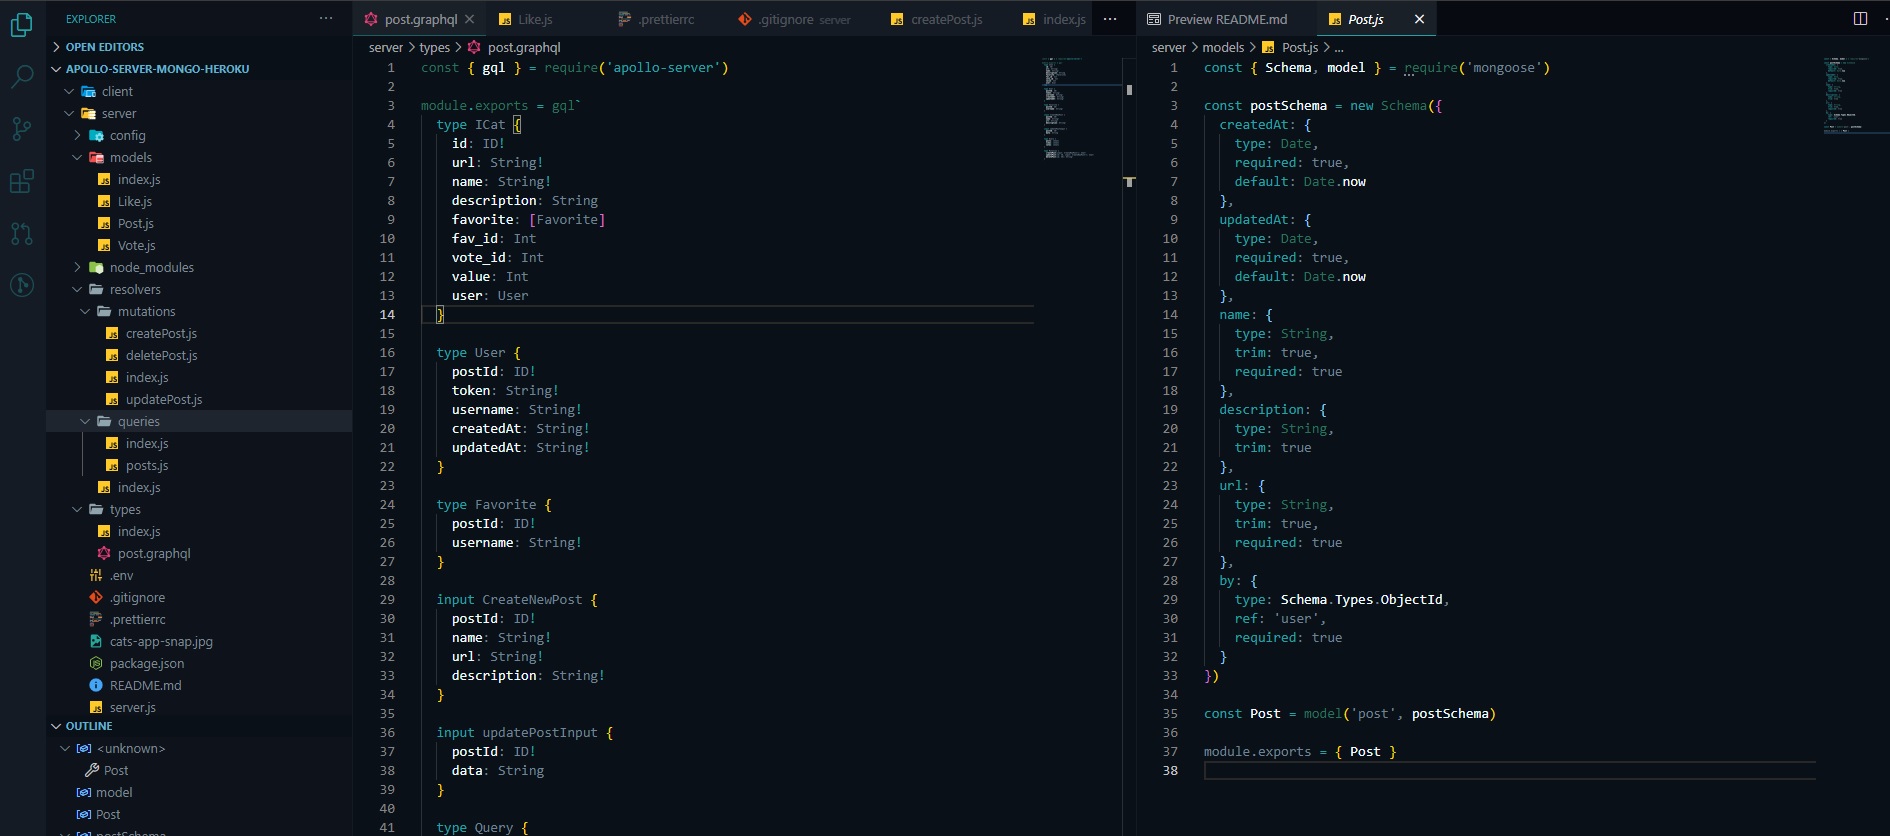 EXPLORER
OPEN EDITORS
APOLLO-SERVER-MONGO-HEROKU
client
server
config
models
index.js
Like.js
Post.js
Vote.js
node_modules
resolvers
mutations
createPost.js
deletePost.js
index.js
updatePost.js
queries
index.js
posts.js
index.js
types
index.js
post.graphql
.env
.gitignore
.prettierrc
cats-app-snap.jpg
package.json
README.md
server.js
OUTLINE
<unknown>
Post
model
Post
postSchema
post.graphql Like.js .prettierrc .gitignore server createPost.js index.js
server > types > post.graphql
1 const { gql } = require('apollo-server')
2
3 module.exports = gql`
4 type ICat {
5 id: ID!
6 url: String!
7 name: String!
8 description: String
9 favorite: [Favorite]
10 fav_id: Int
11 vote_id: Int
12 value: Int
13 user: User
14 }
15
16 type User {
17 postId: ID!
18 token: String!
19 username: String!
20 createdAt: String!
21 updatedAt: String!
22 }
23
24 type Favorite {
25 postId: ID!
26 username: String!
27 }
28
29 input CreateNewPost {
30 postId: ID!
31 name: String!
32 url: String!
33 description: String!
34 }
35
36 input updatePostInput {
37 postId: ID!
38 data: String
39 }
40
41 type Query {
Preview README.md Post.js
server > models > Post.js > ...
1 const { Schema, model } = require('mongoose')
2
3 const postSchema = new Schema({
4 createdAt: {
5 type: Date,
6 required: true,
7 default: Date.now
8 },
9 updatedAt: {
10 type: Date,
11 required: true,
12 default: Date.now
13 },
14 name: {
15 type: String,
16 trim: true,
17 required: true
18 },
19 description: {
20 type: String,
21 trim: true
22 },
23 url: {
24 type: String,
25 trim: true,
26 required: true
27 },
28 by: {
29 type: Schema.Types.ObjectId,
30 ref: 'user',
31 required: true
32 }
33 })
34
35 const Post = model('post', postSchema)
36
37 module.exports = { Post }
38